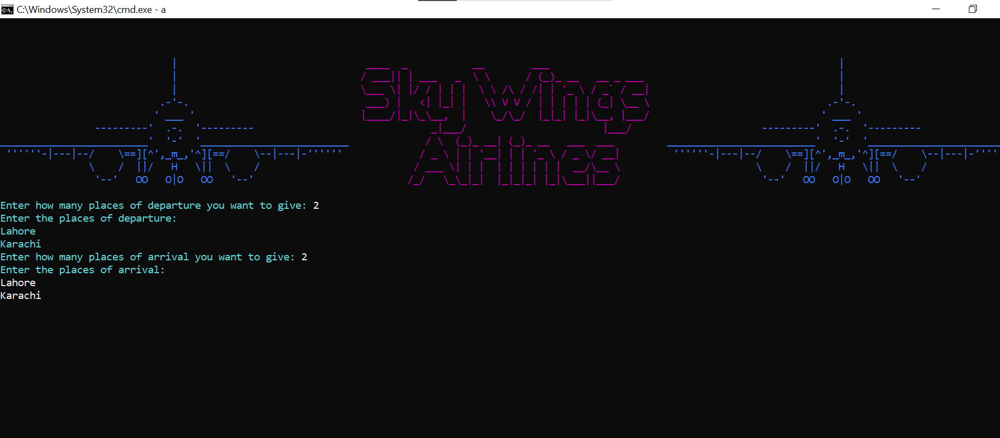 C:\Windows\System32\cmd.exe - a
Sky Wings
Airlines
Enter how many places of departure you want to give: 2
Enter the places of departure:
Lahore
Karachi
Enter how many places of arrival you want to give: 2
Enter the places of arrival:
Lahore
Karachi